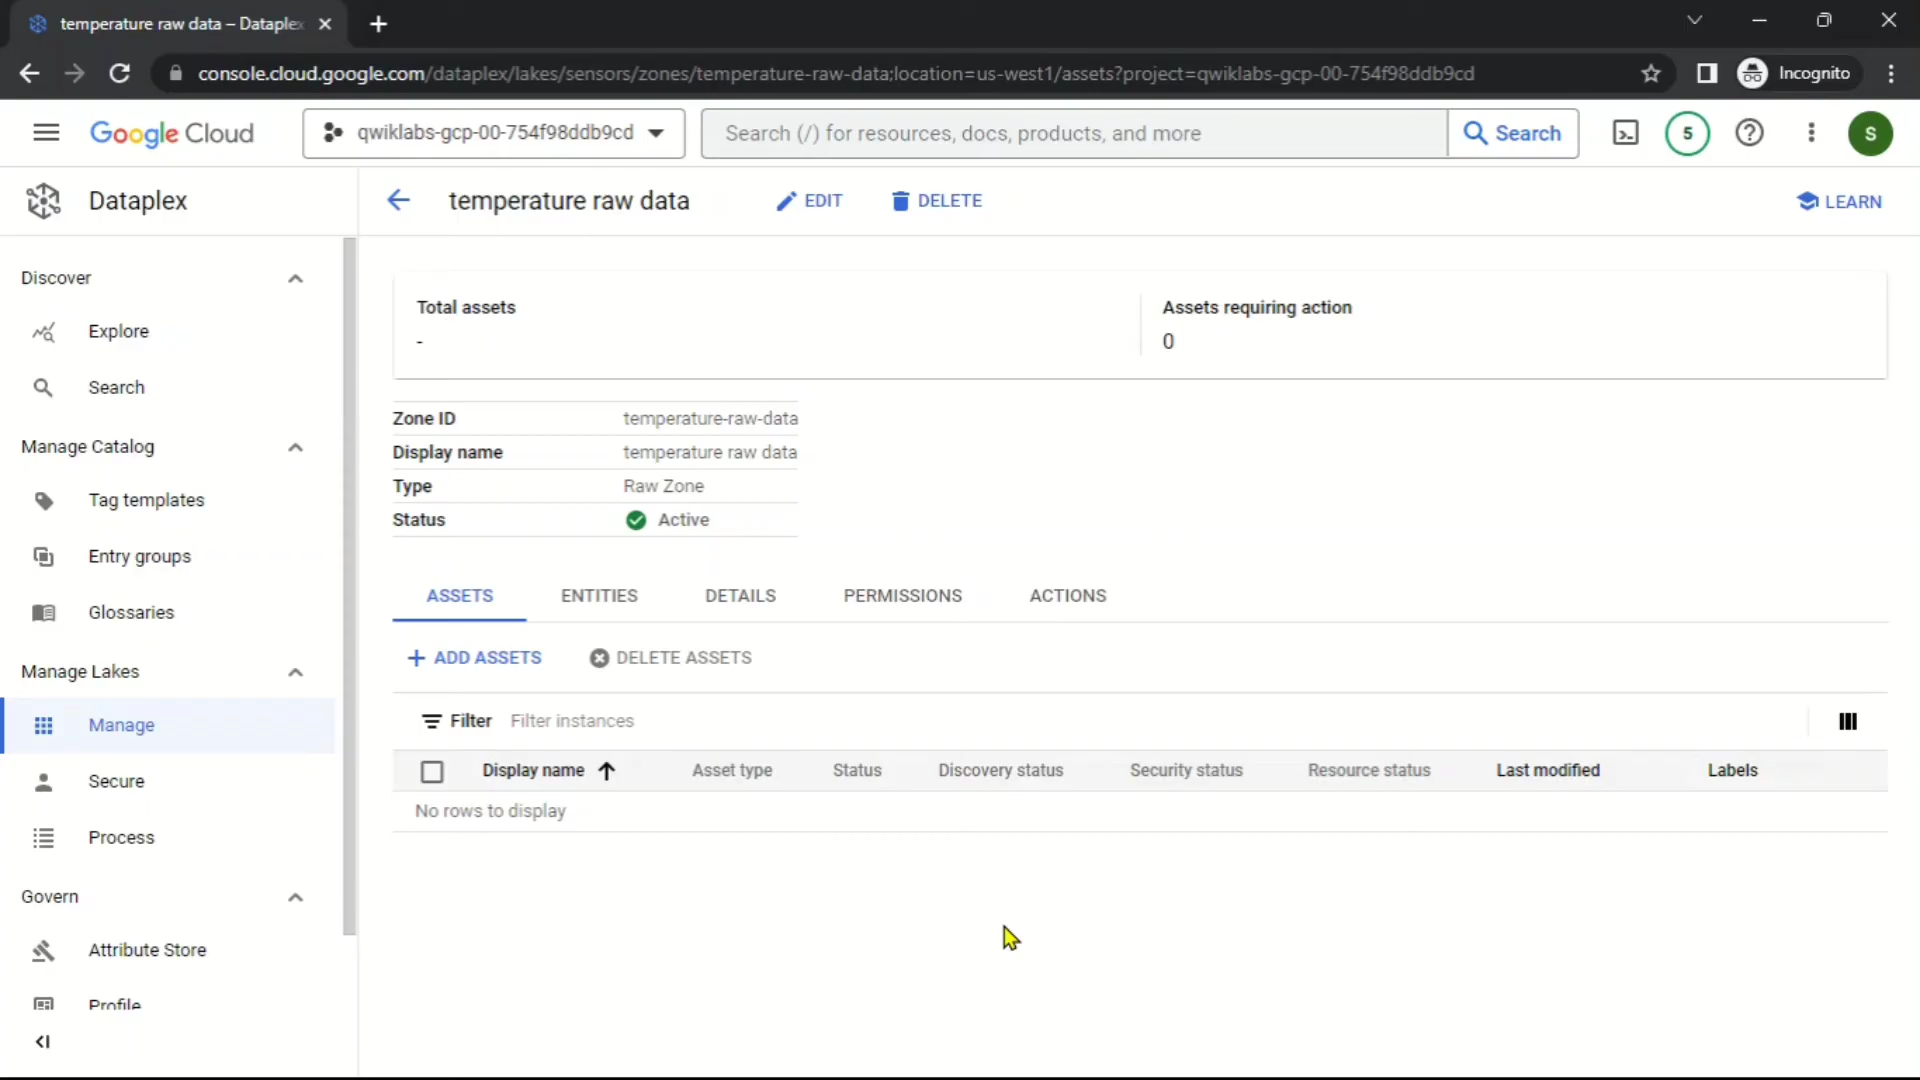 temperature raw data – Dataplex
console.cloud.google.com/dataplex/lakes/sensors/zones/temperature-raw-data;location=us-west1/assets?project=qwiklabs-gcp-00-754f98ddb9cd
Incognito
Google Cloud
qwiklabs-gcp-00-754f98ddb9cd
Search (/) for resources, docs, products, and more
Search
5
S
Dataplex
temperature raw data
EDIT
DELETE
LEARN
Discover
Explore
Search
Manage Catalog
Tag templates
Entry groups
Glossaries
Manage Lakes
Manage
Secure
Process
Govern
Attribute Store
Profile
Total assets
-
Assets requiring action
0
Zone ID temperature-raw-data
Display name temperature raw data
Type Raw Zone
Status Active
ASSETS ENTITIES DETAILS PERMISSIONS ACTIONS
ADD ASSETS DELETE ASSETS
Filter Filter instances
Display name Asset type Status Discovery status Security status Resource status Last modified Labels
No rows to display